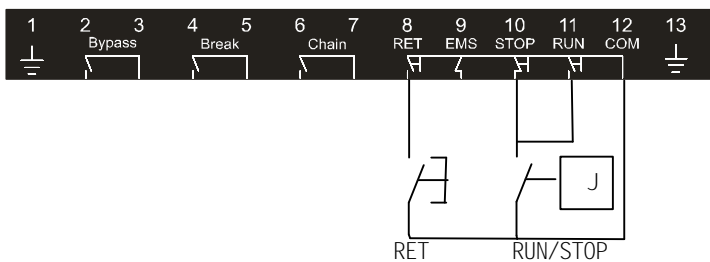 1 2 3 4 5 6 7 8 9 10 11 12 13
Bypass Break Chain RET EMS STOP RUN COM
J
RET RUN/STOP